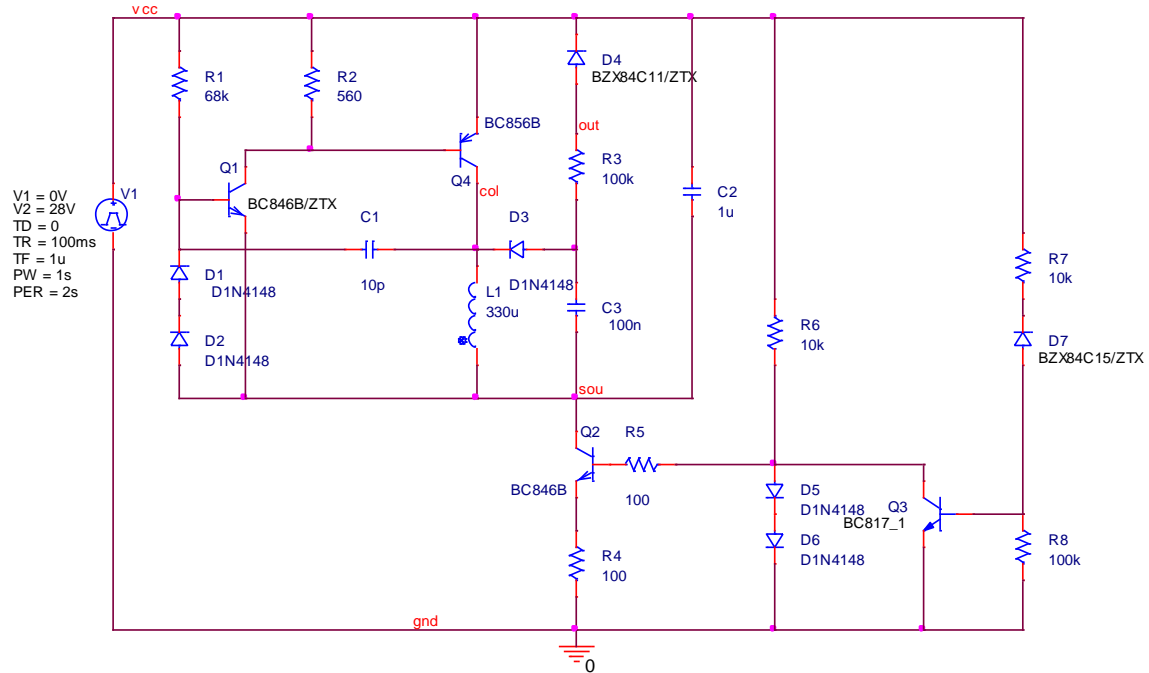 vcc
R1
68k
R2
560
D4
BZX84C11/ZTX
BC856B
out
Q4
R3
100k
Q1
col
BC846B/ZTX
C2
1u
V1
V1 = 0V
V2 = 28V
TD = 0
TR = 100ms
TF = 1u
PW = 1s
PER = 2s
C1
10p
D3
D1N4148
D1
D1N4148
L1
330u
C3
100n
R7
10k
D2
D1N4148
R6
10k
D7
BZX84C15/ZTX
sou
Q2
R5
100
BC846B
D5
D1N4148
Q3
BC817_1
D6
D1N4148
R4
100
R8
100k
gnd
0